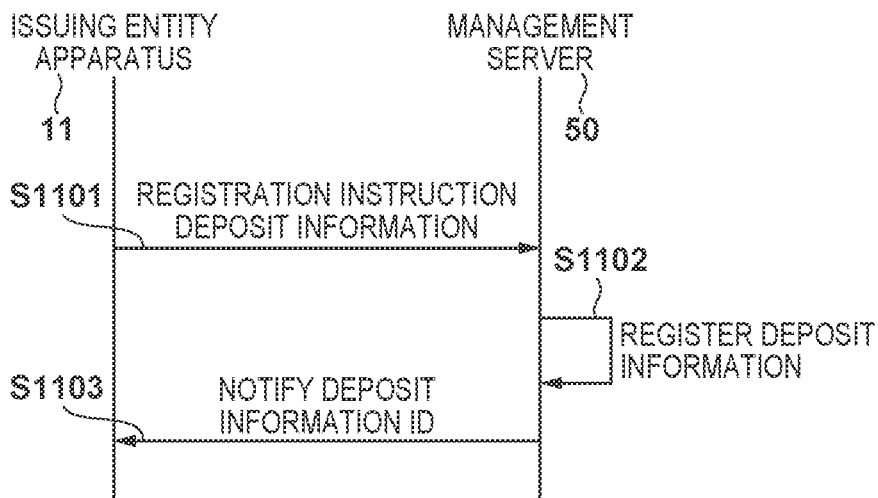 ISSUING ENTITY
APPARATUS
11
MANAGEMENT
SERVER
50
S1101
REGISTRATION INSTRUCTION
DEPOSIT INFORMATION
S1102
REGISTER DEPOSIT
INFORMATION
S1103
NOTIFY DEPOSIT
INFORMATION ID